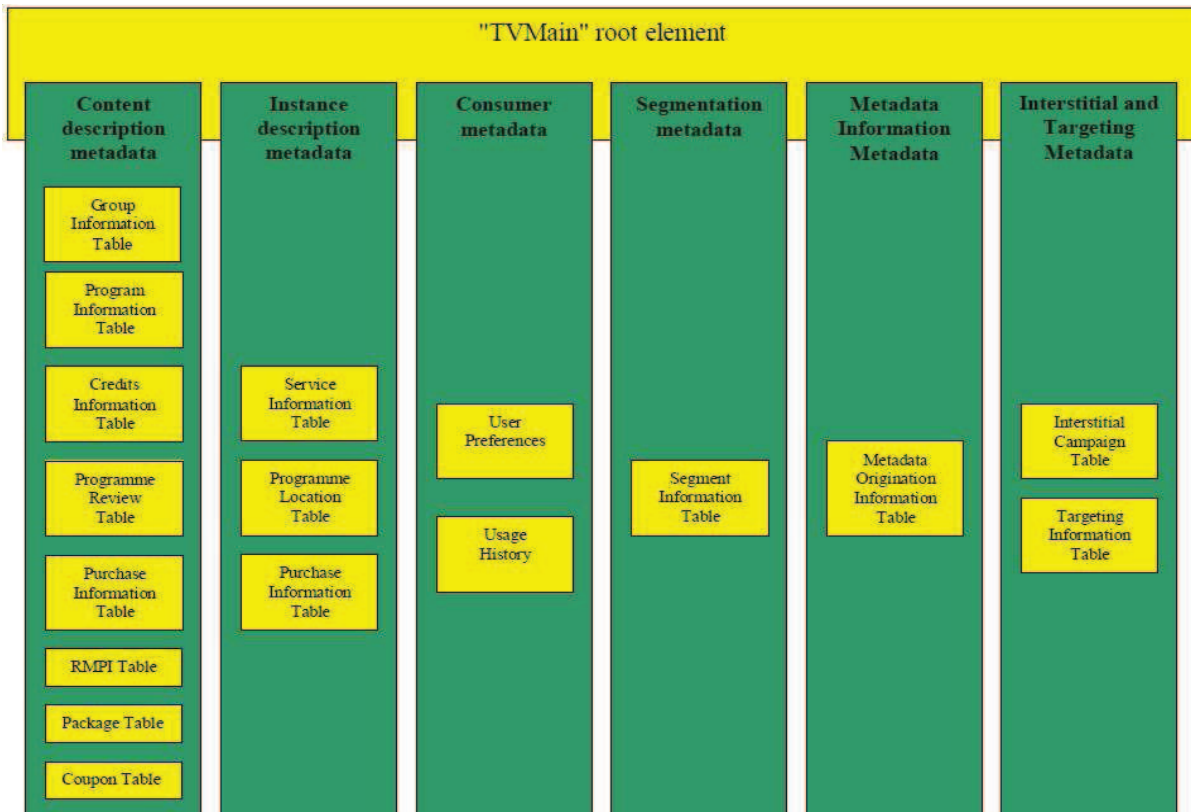 "TVMain" root element
Content
description
metadata
Group
Information
Table
Program
Information
Table
Credits
Information
Table
Programme
Review
Table
Purchase
Information
Table
RMPI Table
Package Table
Coupon Table
Instance
description
metadata
Service
Information
Table
Programme
Location
Table
Purchase
Information
Table
Consumer
metadata
User
Preferences
Usage
History
Segmentation
metadata
Segment
Information
Table
Metadata
Information
Metadata
Metadata
Origination
Information
Table
Interstitial and
Targeting
Metadata
Interstitial
Campaign
Table
Targeting
Information
Table